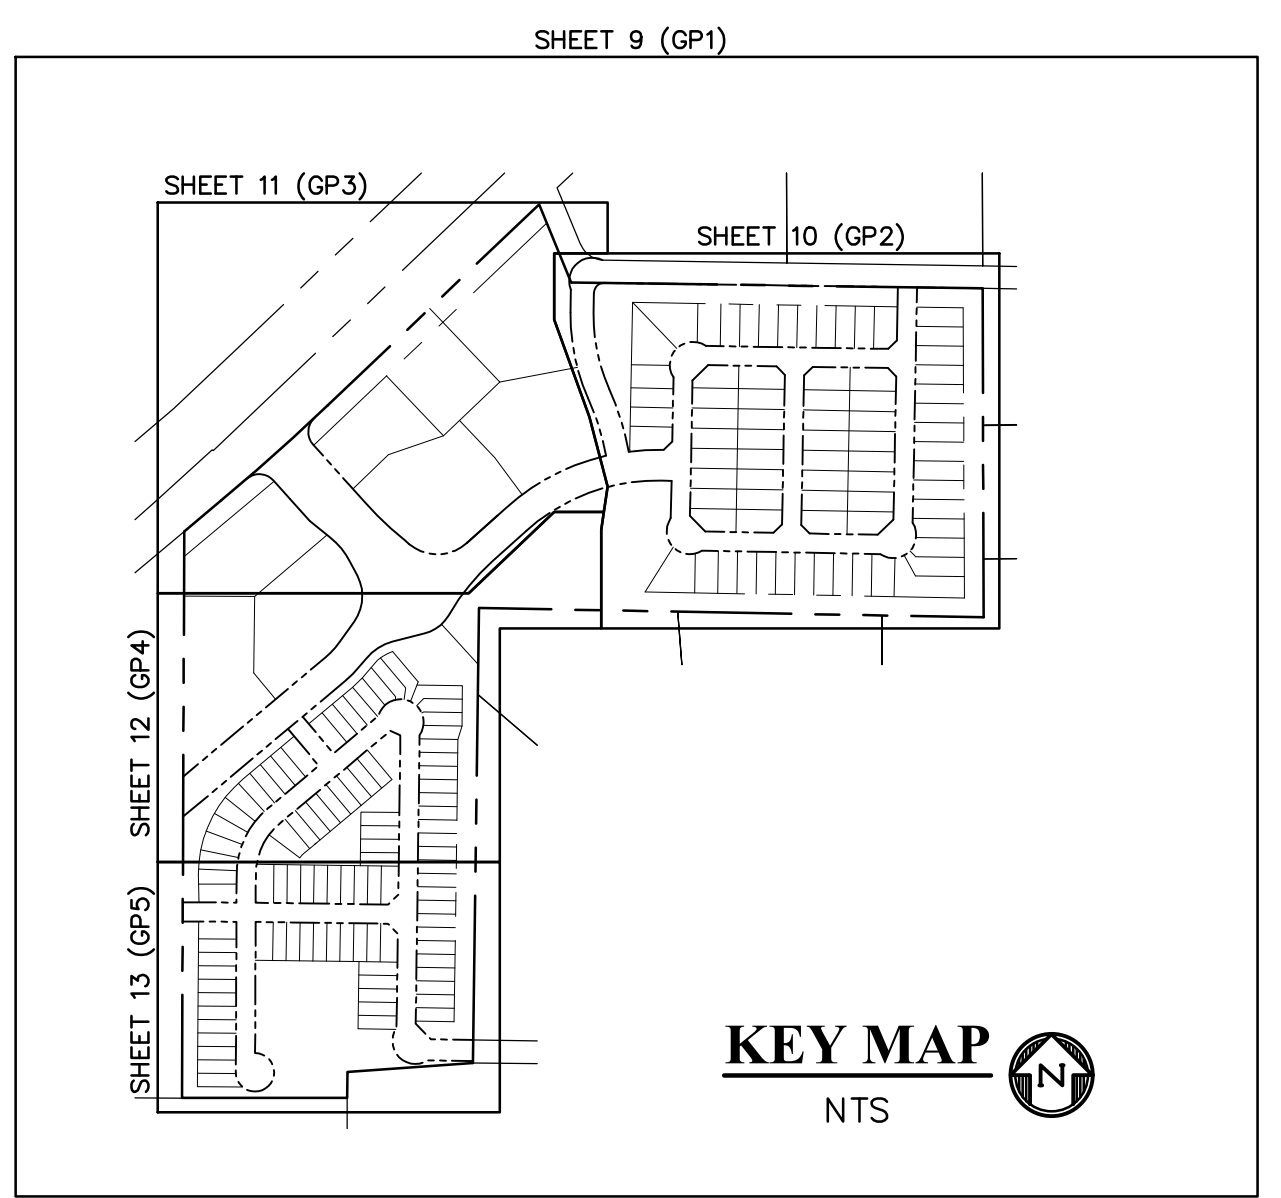 SHEET 9 (GP1)
SHEET 11 (GP3)
SHEET 10 (GP2)
SHEET 12 (GP4)
SHEET 13 (GP5)
KEY MAP
N
NTS